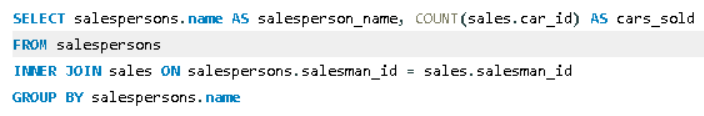 SELECT salespersons.name AS salesperson_name, COUNT(sales.car_id) AS cars_sold
FROM salespersons
INNER JOIN sales ON salespersons.salesman_id = sales.salesman_id
GROUP BY salespersons.name